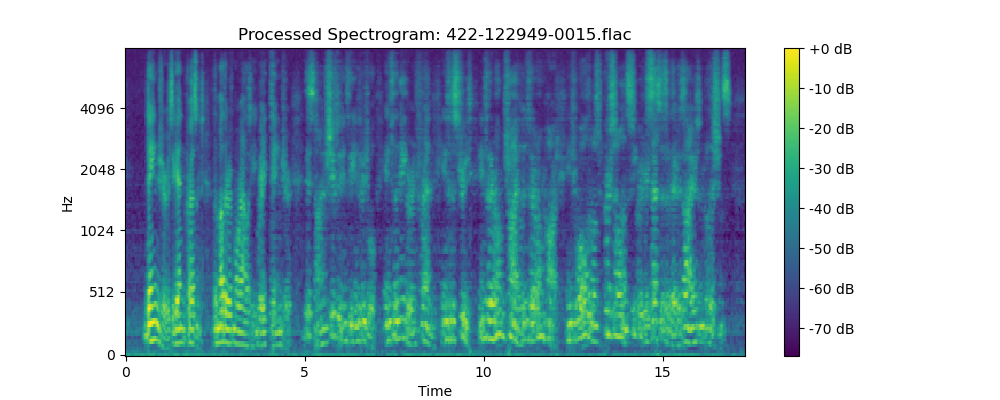 Processed Spectrogram: 422-122949-0015.flac
Hz
4096
2048
1024
512
0
0 5 10 15
Time
+0 dB
-10 dB
-20 dB
-30 dB
-40 dB
-50 dB
-60 dB
-70 dB